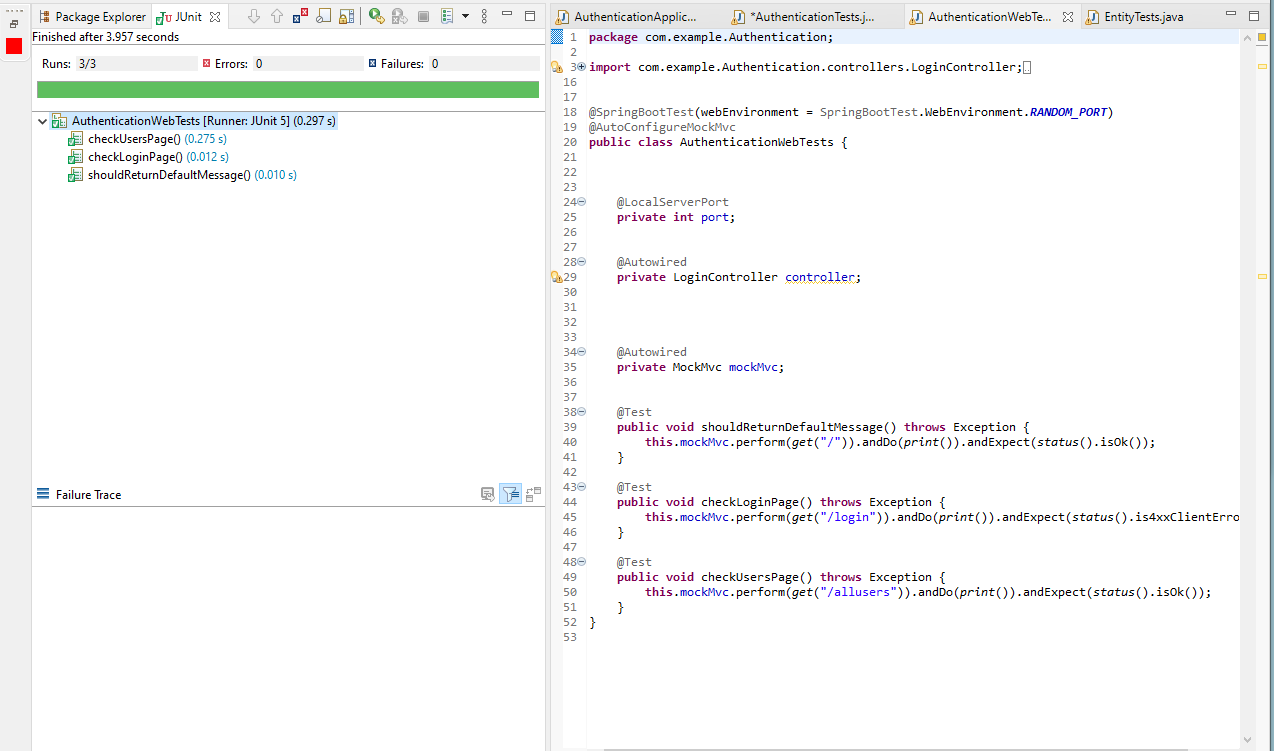 Package Explorer JUnit
Finished after 3.957 seconds
Runs: 3/3 Errors: 0 Failures: 0
AuthenticationWebTests [Runner: JUnit 5] (0.297 s)
checkUsersPage() (0.275 s)
checkLoginPage() (0.012 s)
shouldReturnDefaultMessage() (0.010 s)
Failure Trace
AuthenticationApplic... *AuthenticationTests.j... AuthenticationWebTe... EntityTests.java
1 package com.example.Authentication;
2
3 import com.example.Authentication.controllers.LoginController;
16
17
18 @SpringBootTest(webEnvironment = SpringBootTest.WebEnvironment.RANDOM_PORT)
19 @AutoConfigureMockMvc
20 public class AuthenticationWebTests {
21
22
23
24 @LocalServerPort
25 private int port;
26
27
28 @Autowired
29 private LoginController controller;
30
31
32
33
34 @Autowired
35 private MockMvc mockMvc;
36
37
38 @Test
39 public void shouldReturnDefaultMessage() throws Exception {
40 this.mockMvc.perform(get("/")).andDo(print()).andExpect(status().isOk());
41 }
42
43 @Test
44 public void checkLoginPage() throws Exception {
45 this.mockMvc.perform(get("/login")).andDo(print()).andExpect(status().is4xxClientErro
46 }
47
48 @Test
49 public void checkUsersPage() throws Exception {
50 this.mockMvc.perform(get("/allusers")).andDo(print()).andExpect(status().isOk());
51 }
52 }
53